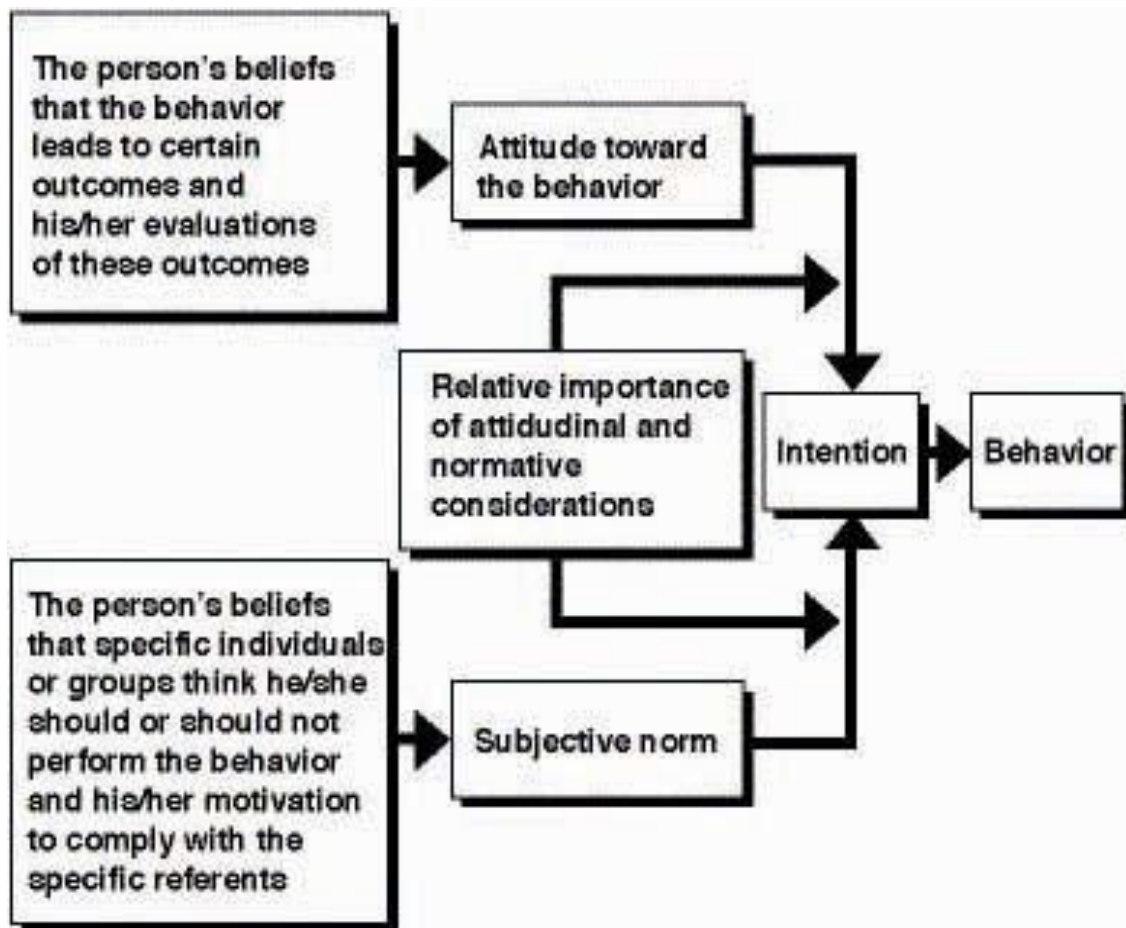 The person's beliefs
that the behavior
leads to certain
outcomes and
his/her evaluations
of these outcomes
Attitude toward
the behavior
Relative importance
of attidudinal and
normative
considerations
Intention
Behavior
The person's beliefs
that specific individuals
or groups think he/she
should or should not
perform the behavior
and his/her motivation
to comply with the
specific referents
Subjective norm